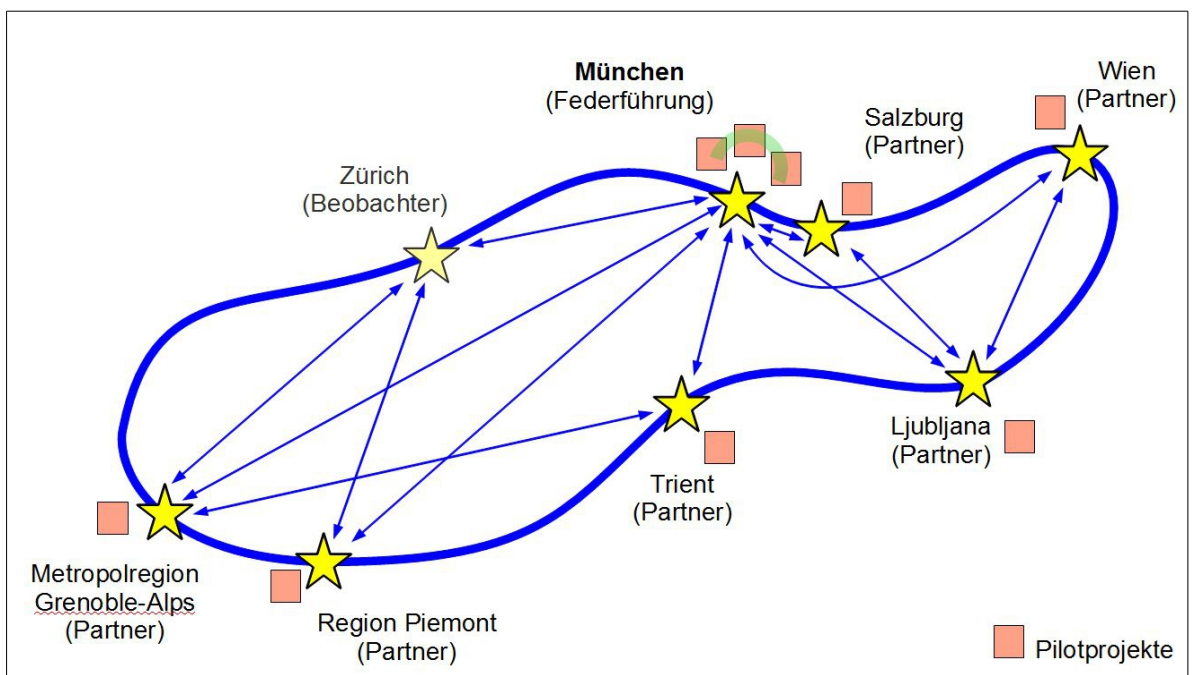 München
(Federführung)
Wien
(Partner)
Salzburg
(Partner)
Zürich
(Beobachter)
Ljubljana
(Partner)
Trient
(Partner)
Metropolregion
Grenoble-Alps
(Partner)
Region Piemont
(Partner)
Pilotprojekte